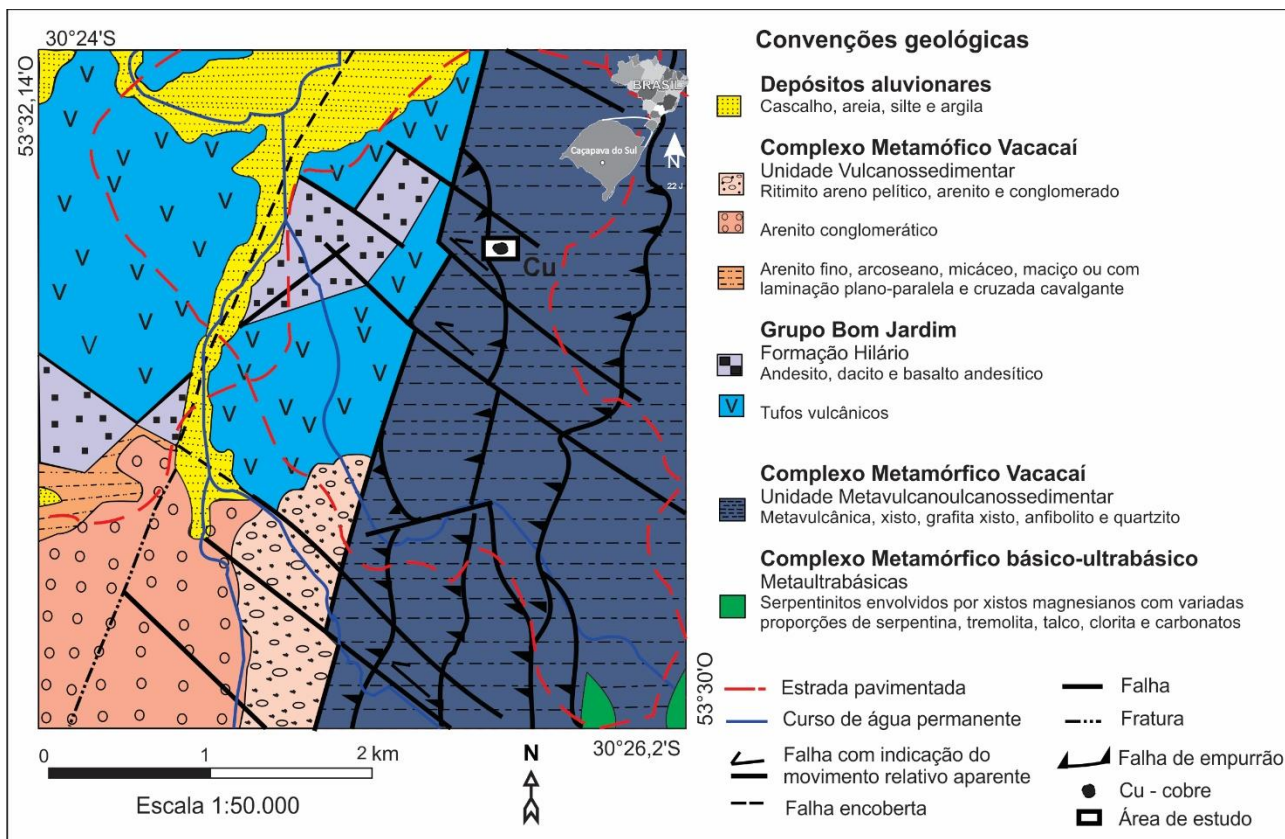 30°24'S
53°32,14'O
BRASIL
Caçapava do Sul
N
22 J
Cu
53°30'O
30°26,2'S
0 1 2 km
Escala 1:50.000
N
Convenções geológicas
Depósitos aluvionares
Cascalho, areia, silte e argila
Complexo Metamófico Vacacaí
Unidade Vulcanossedimentar
Ritimito areno pelítico, arenito e conglomerado
Arenito conglomerático
Arenito fino, arcoseano, micáceo, maciço ou com
laminação plano-paralela e cruzada cavalgante
Grupo Bom Jardim
Formação Hilário
Andesito, dacito e basalto andesítico
Tufos vulcânicos
Complexo Metamórfico Vacacaí
Unidade Metavulcanoulcanossedimentar
Metavulcânica, xisto, grafita xisto, anfibolito e quartzito
Complexo Metamórfico básico-ultrabásico
Metaultrabásicas
Serpentinitos envolvidos por xistos magnesianos com variadas
proporções de serpentina, tremolita, talco, clorita e carbonatos
Estrada pavimentada
Curso de água permanente
Falha com indicação do
movimento relativo aparente
Falha encoberta
Falha
Fratura
Falha de empurrão
Cu - cobre
Área de estudo